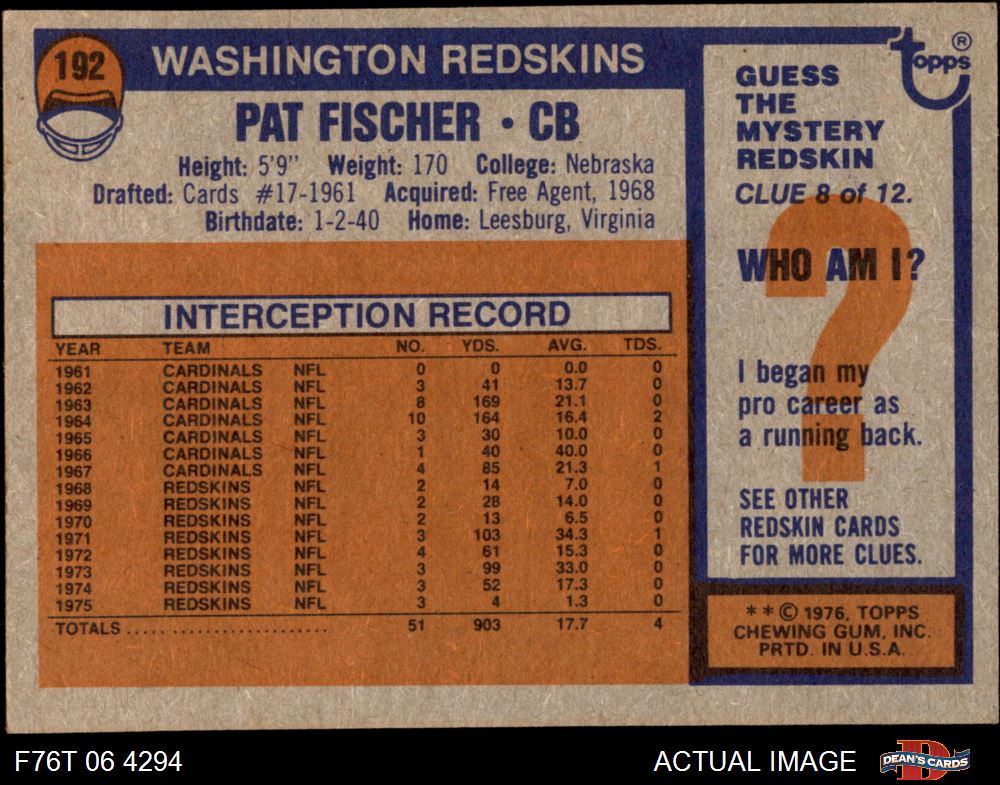 192
WASHINGTON REDSKINS
PAT FISCHER • CB
Height: 5'9" Weight: 170 College: Nebraska
Drafted: Cards #17-1961 Acquired: Free Agent, 1968
Birthdate: 1-2-40 Home: Leesburg, Virginia
INTERCEPTION RECORD
YEAR TEAM NO. YDS. AVG. TDS.
1961 CARDINALS NFL 0 0 0.0 0
1962 CARDINALS NFL 3 41 13.7 0
1963 CARDINALS NFL 8 169 21.1 0
1964 CARDINALS NFL 10 164 16.4 2
1965 CARDINALS NFL 3 30 10.0 0
1966 CARDINALS NFL 1 40 40.0 0
1967 CARDINALS NFL 4 85 21.3 1
1968 REDSKINS NFL 2 14 7.0 0
1969 REDSKINS NFL 2 28 14.0 0
1970 REDSKINS NFL 2 13 6.5 0
1971 REDSKINS NFL 3 103 34.3 1
1972 REDSKINS NFL 4 61 15.3 0
1973 REDSKINS NFL 3 99 33.0 0
1974 REDSKINS NFL 3 52 17.3 0
1975 REDSKINS NFL 3 4 1.3 0
TOTALS........................ 51 903 17.7 4
topps®
GUESS
THE
MYSTERY
REDSKIN
CLUE 8 of 12.
?
WHO AM I?
I began my
pro career as
a running back.
SEE OTHER
REDSKIN CARDS
FOR MORE CLUES.
**© 1976, TOPPS
CHEWING GUM, INC.
PRTD. IN U.S.A.
F76T 06 4294
ACTUAL IMAGE
D
DEAN'S CARDS